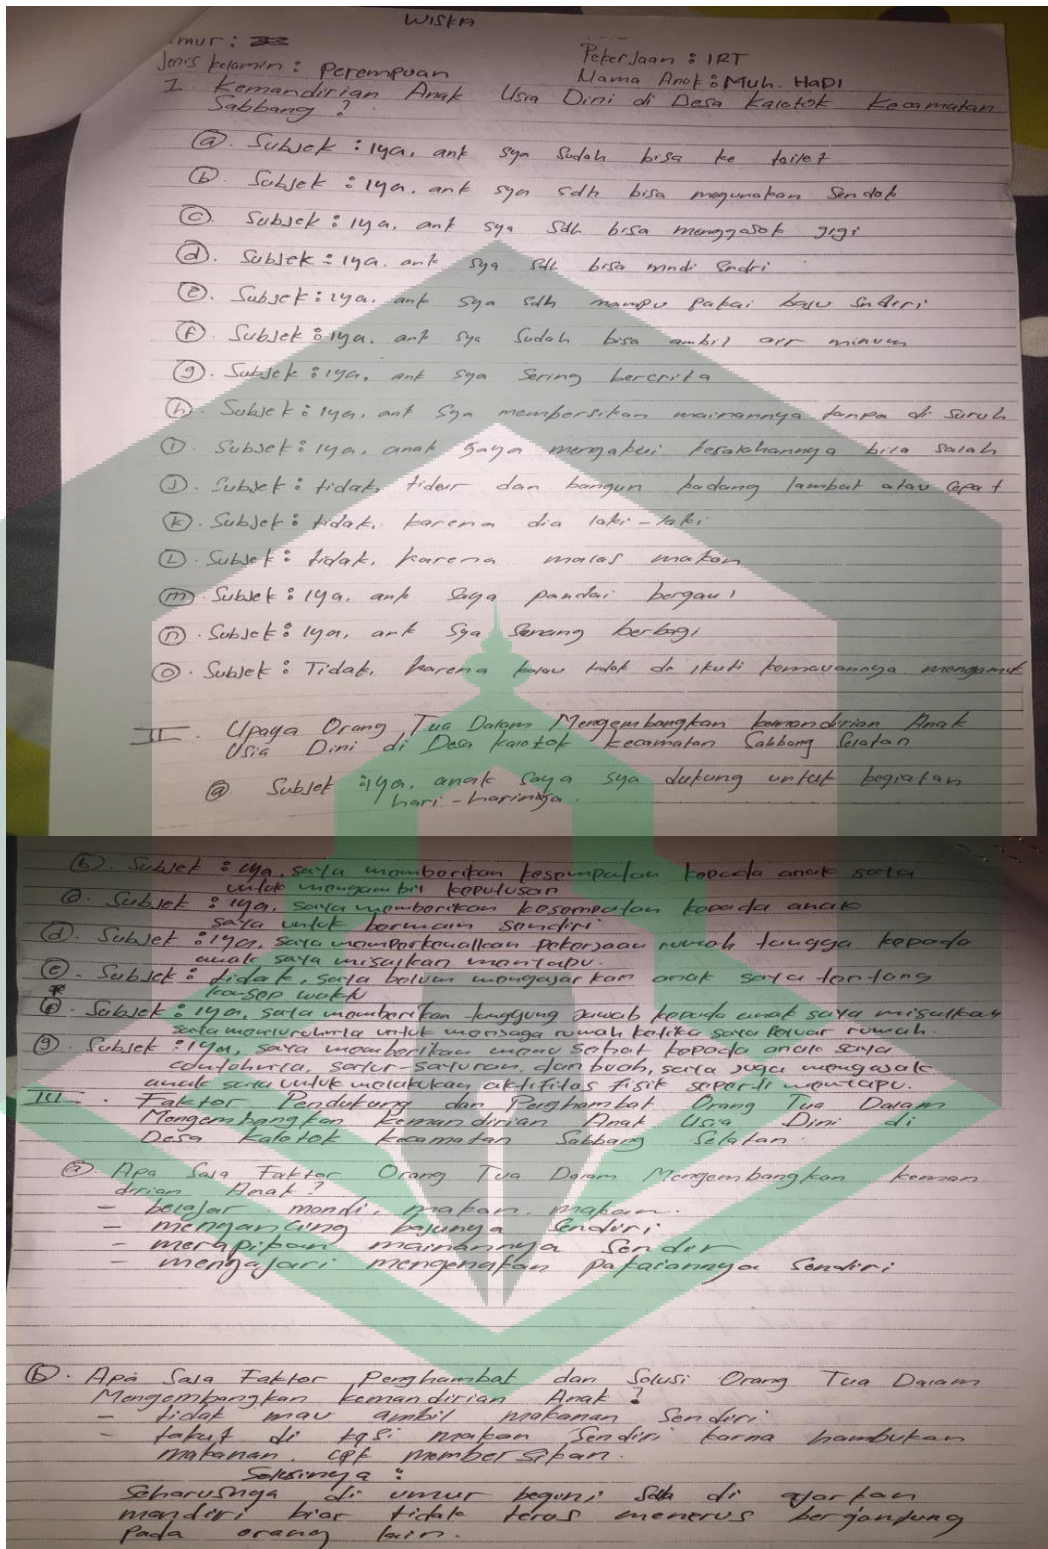 WISKA
umur :
Jenis kelamin : Perempuan
Pekerjaan : IRT
Nama Anak : Muh. HaDI
I. Kemandirian Anak Usia Dini di Desa Kalotok Kecamatan
Sabbang ?
(a). Subjek : Iya, ank sya sudah bisa ke toilet
(b). Subjek : Iya, ank sya sdh bisa megunakan sendok
(c). Subjek : Iya, ank sya sdh bisa menggasok gigi
(d). Subjek : Iya. ank sya sdh bisa mndi sndri
(e). Subjek : Iya. ank sya sdh mampu pakai baju sndiri
(f). Subjek : Iya. ank sya sudah bisa ambil air minum
(g). Subjek : Iya, ank sya sering bercrita
(h). Subjek : Iya, ank sya membersikan mainannya tanpa di suruh
(i). Subjek : Iya, anak saya mengakui kesalahannya bila salah
(J). Subjek : tidak, tidur dan bangun kadang lambat atau cepat
(k). Subjek : tidak, karena dia laki-laki
(L). Subjek : tidak, karena malas makan
(m). Subjek : Iya, ank saya pandai bergaul
(n). Subjek : Iya, ank sya senang berbagi
(o). Subjek : Tidak, karena kalau tidak di ikuti kemauannya mengamuk
II. Upaya Orang Tua Dalam Mengembangkan kemandirian Anak
Usia Dini di Desa Kalotok Kecamatan Sabbang Selatan
(a) Subjek : iya, anak saya sya dukung untuk kegiatan
hari-harinya.
(b). Subjek : Iya, saya memberikan kesempatan kepada anak saya
untuk mengambil keputusan
(c). Subjek : Iya, saya memberikan kesempatan kepada anak
saya untuk bermain sendiri
(d). Subjek : Iya, saya memperkenalkan pekerjaan rumah tangga kepada
anak saya misalkan menyapu.
(e). Subjek : tidak, saya belum mengajarkan anak saya tentang
konsep waktu
(f). Subjek : Iya, saya memberikan tanggung jawab kepada anak saya misalkan
saya menyuruhnya untuk menjaga rumah ketika saya keluar rumah.
(g). Subjek : Iya, saya memberikan menu sehat kepada anak saya
contohnya, sayur-sayuran, dan buah, saya juga mengajak
anak saya untuk melakukan aktifitas fisik seperti menyapu.
III. Faktor Pendukung dan Penghambat Orang Tua Dalam
Mengembangkan Kemandirian Anak Usia Dini di
Desa Kalotok Kecamatan Sabbang Selatan.
(a) Apa Saja Faktor Orang Tua Dalam Mengembangkan keman
dirian Anak ?
- belajar mandi, makan. makan.
- mengancing bajunya sendiri
- merapikan mainannya sendir
- mengajari mengenakan pakaiannya sendiri
(b). Apa Saja Faktor Penghambat dan Solusi Orang Tua Dalam
Mengembangkan kemandirian Anak ?
- tidak mau ambil makanan sendiri
- takut di kasi makan sendiri karna hamburkan
makanan. cpk membersikan.
Solusinya :
Seharusnya di umur begini sdh di ajarkan
mandiri biar tidak terus menerus bergantung
pada orang lain.